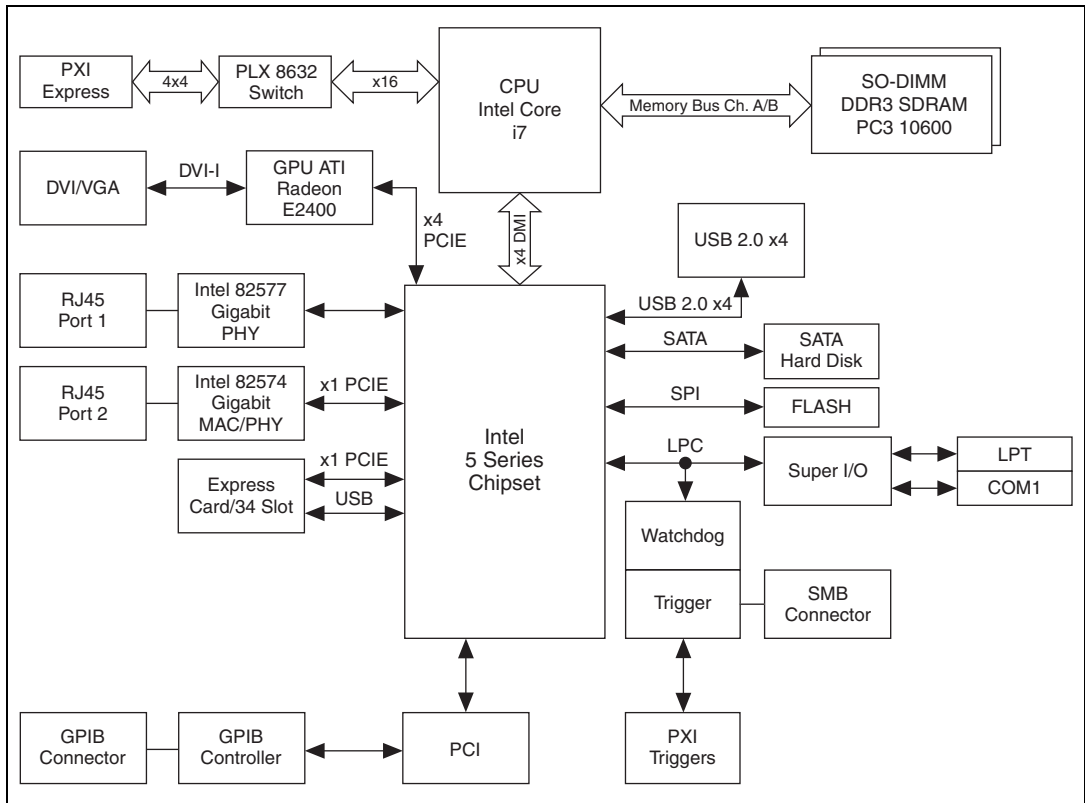 PXI
Express
4x4
PLX 8632
Switch
x16
CPU
Intel Core
i7
Memory Bus Ch. A/B
SO-DIMM
DDR3 SDRAM
PC3 10600
DVI/VGA
DVI-I
GPU ATI
Radeon
E2400
x4
PCIE
x4 DMI
USB 2.0 x4
RJ45
Port 1
Intel 82577
Gigabit
PHY
USB 2.0 x4
SATA
SATA
Hard Disk
RJ45
Port 2
Intel 82574
Gigabit
MAC/PHY
x1 PCIE
SPI
FLASH
Intel
5 Series
Chipset
Express
Card/34 Slot
x1 PCIE
USB
LPC
Super I/O
LPT
COM1
Watchdog
Trigger
SMB
Connector
GPIB
Connector
GPIB
Controller
PCI
PXI
Triggers